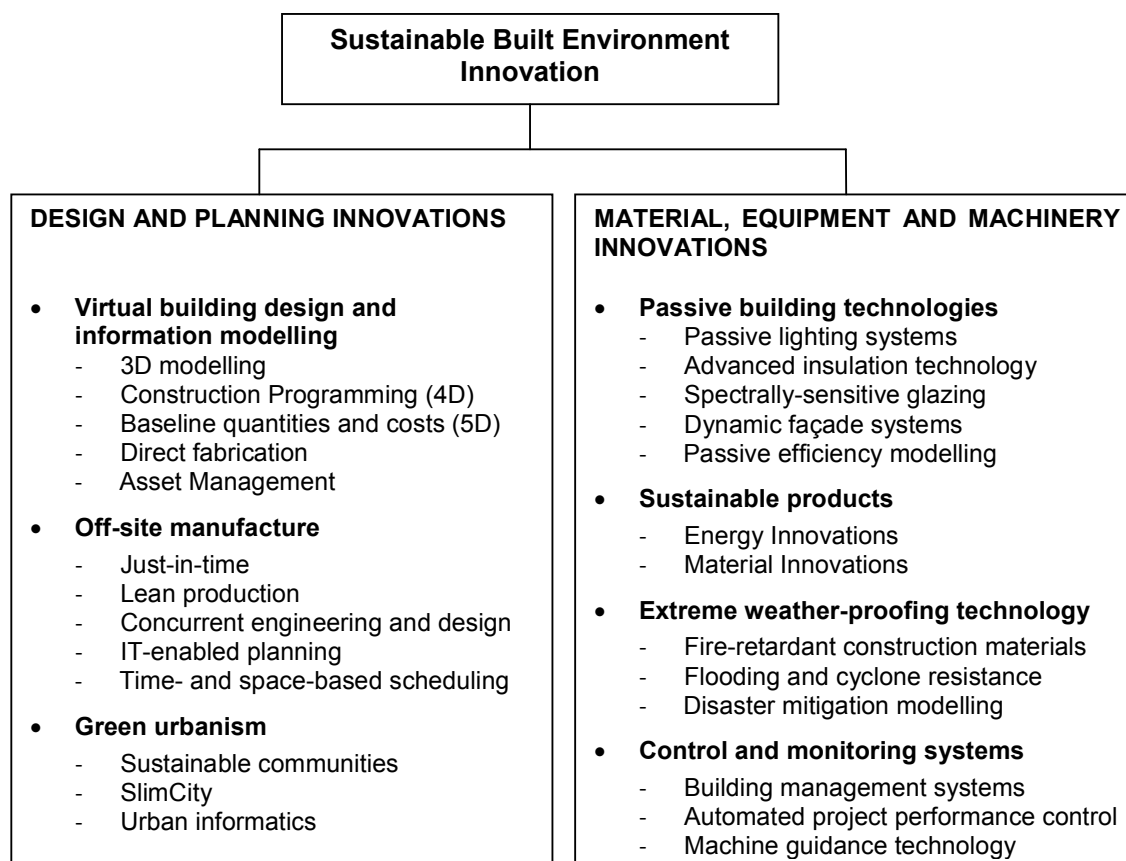 Sustainable Built Environment
Innovation
DESIGN AND PLANNING INNOVATIONS
• Virtual building design and
information modelling
- 3D modelling
- Construction Programming (4D)
- Baseline quantities and costs (5D)
- Direct fabrication
- Asset Management
• Off-site manufacture
- Just-in-time
- Lean production
- Concurrent engineering and design
- IT-enabled planning
- Time- and space-based scheduling
• Green urbanism
- Sustainable communities
- SlimCity
- Urban informatics
MATERIAL, EQUIPMENT AND MACHINERY
INNOVATIONS
• Passive building technologies
- Passive lighting systems
- Advanced insulation technology
- Spectrally-sensitive glazing
- Dynamic façade systems
- Passive efficiency modelling
• Sustainable products
- Energy Innovations
- Material Innovations
• Extreme weather-proofing technology
- Fire-retardant construction materials
- Flooding and cyclone resistance
- Disaster mitigation modelling
• Control and monitoring systems
- Building management systems
- Automated project performance control
- Machine guidance technology